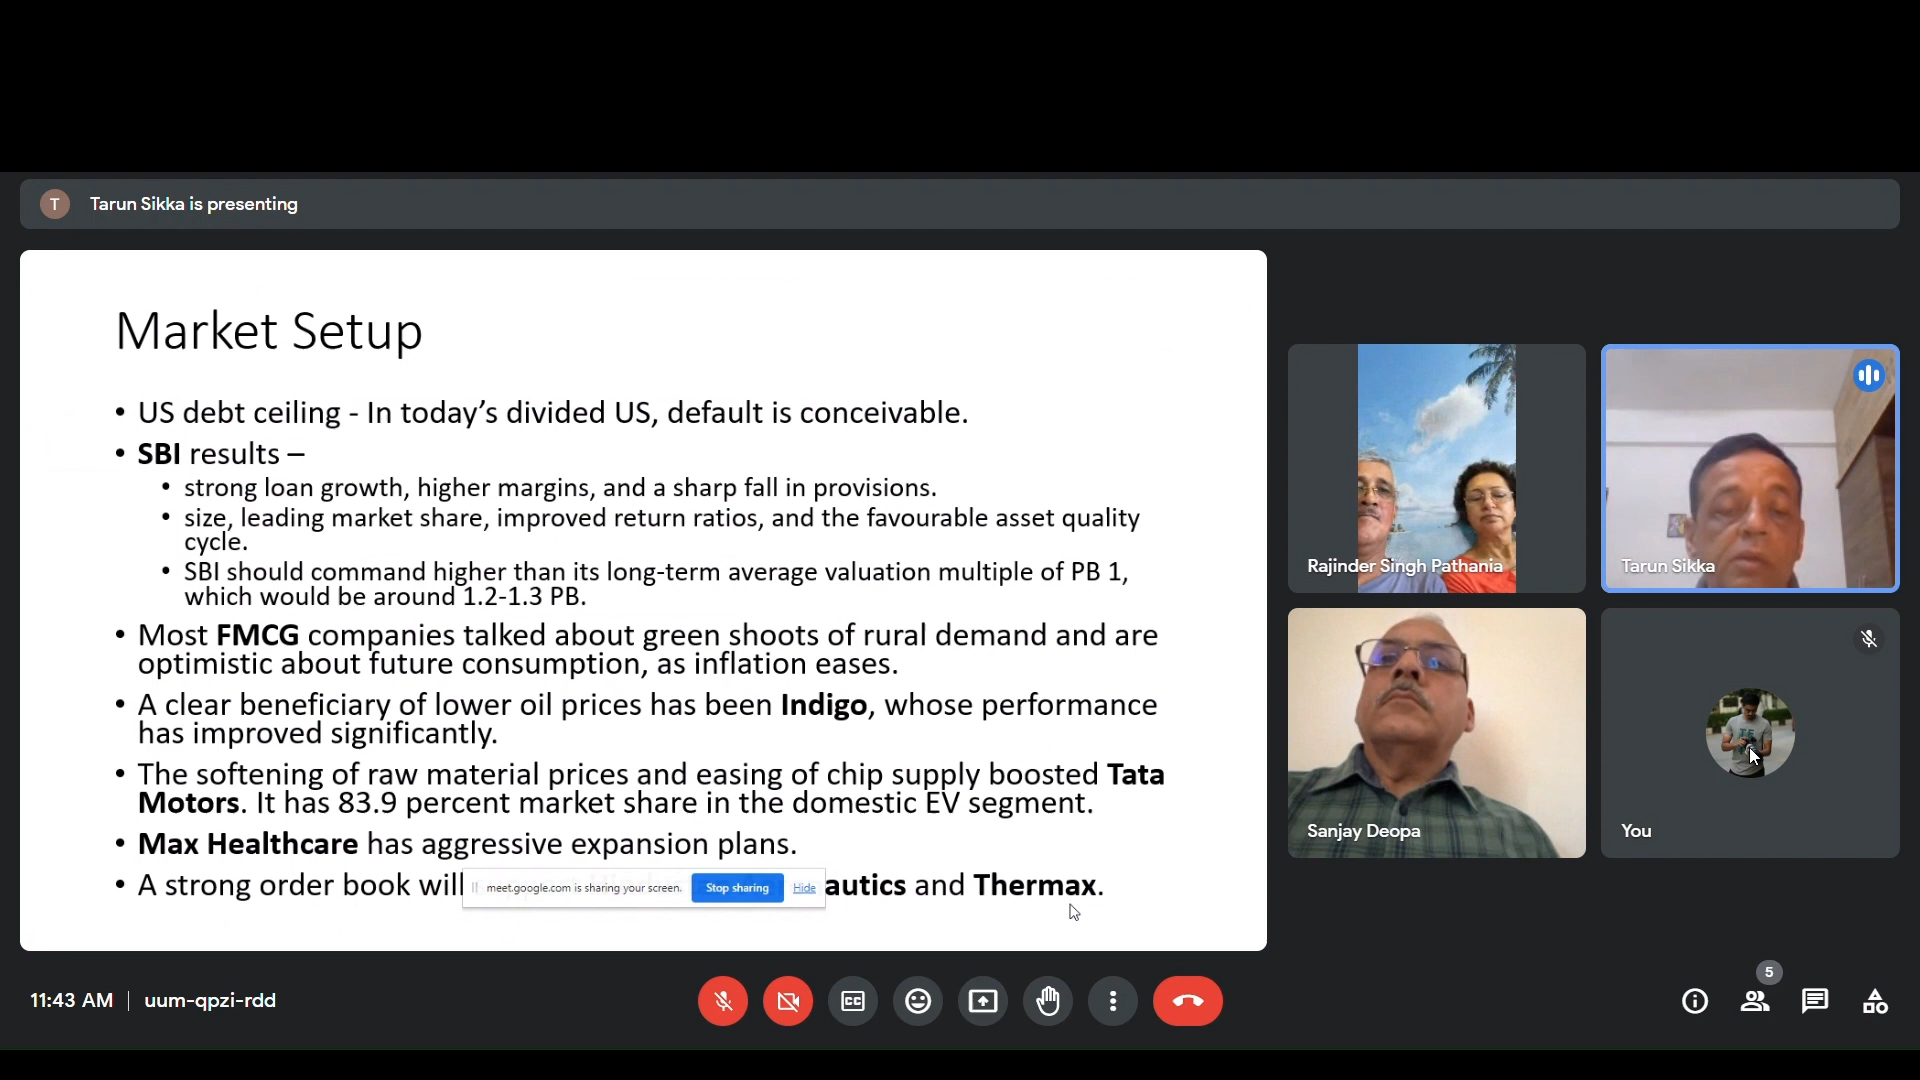 T Tarun Sikka is presenting
Market Setup
• US debt ceiling - In today’s divided US, default is conceivable.
• SBI results –
• strong loan growth, higher margins, and a sharp fall in provisions.
• size, leading market share, improved return ratios, and the favourable asset quality
cycle.
• SBI should command higher than its long-term average valuation multiple of PB 1,
which would be around 1.2-1.3 PB.
• Most FMCG companies talked about green shoots of rural demand and are
optimistic about future consumption, as inflation eases.
• A clear beneficiary of lower oil prices has been Indigo, whose performance
has improved significantly.
• The softening of raw material prices and easing of chip supply boosted Tata
Motors. It has 83.9 percent market share in the domestic EV segment.
• Max Healthcare has aggressive expansion plans.
• A strong order book will autics and Thermax.
meet.google.com is sharing your screen. Stop sharing Hide
Rajinder Singh Pathania
Tarun Sikka
Sanjay Deopa
You
11:43 AM | uum-qpzi-rdd
CC
5